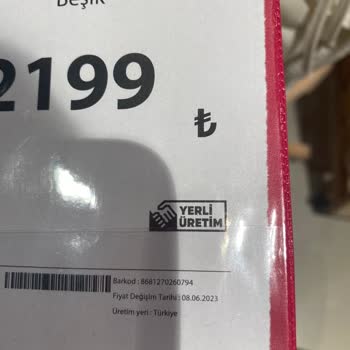 Beşik
2199
₺
YERLİ
ÜRETİM
Barkod : 8681270260794
Fiyat Değişim Tarihi : 08.06.2023
Üretim yeri : Türkiye